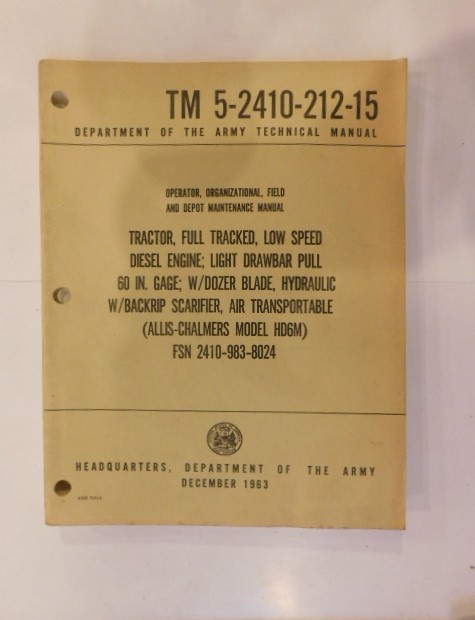 TM 5-2410-212-15
DEPARTMENT OF THE ARMY TECHNICAL MANUAL
OPERATOR, ORGANIZATIONAL, FIELD
AND DEPOT MAINTENANCE MANUAL
TRACTOR, FULL TRACKED, LOW SPEED
DIESEL ENGINE; LIGHT DRAWBAR PULL
60 IN. GAGE; W/DOZER BLADE, HYDRAULIC
W/BACKRIP SCARIFIER, AIR TRANSPORTABLE
(ALLIS-CHALMERS MODEL HD6M)
FSN 2410-983-8024
HEADQUARTERS, DEPARTMENT OF THE ARMY
DECEMBER 1963